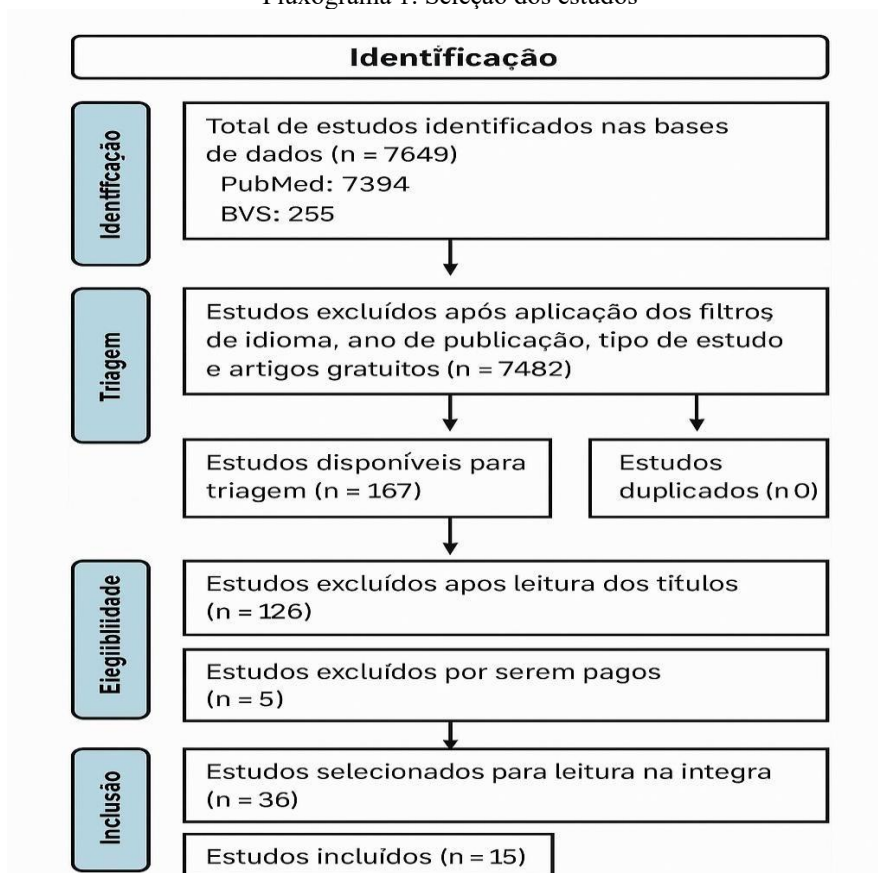 Fluxograma 1: Seleção dos estudos
Identificação
Identffcação
Total de estudos identificados nas bases
de dados (n = 7649)
PubMed: 7394
BVS: 255
Triagem
Estudos excluídos após aplicação dos filtros
de idioma, ano de publicação, tipo de estudo
e artigos gratuitos (n = 7482)
Estudos disponíveis para
triagem (n = 167)
Estudos
duplicados (n 0)
Eiegiibliidade
Estudos excluídos apos leitura dos títulos
(n = 126)
Estudos excluídos por serem pagos
(n = 5)
Inclusão
Estudos selecionados para leitura na integra
(n = 36)
Estudos incluídos (n = 15)